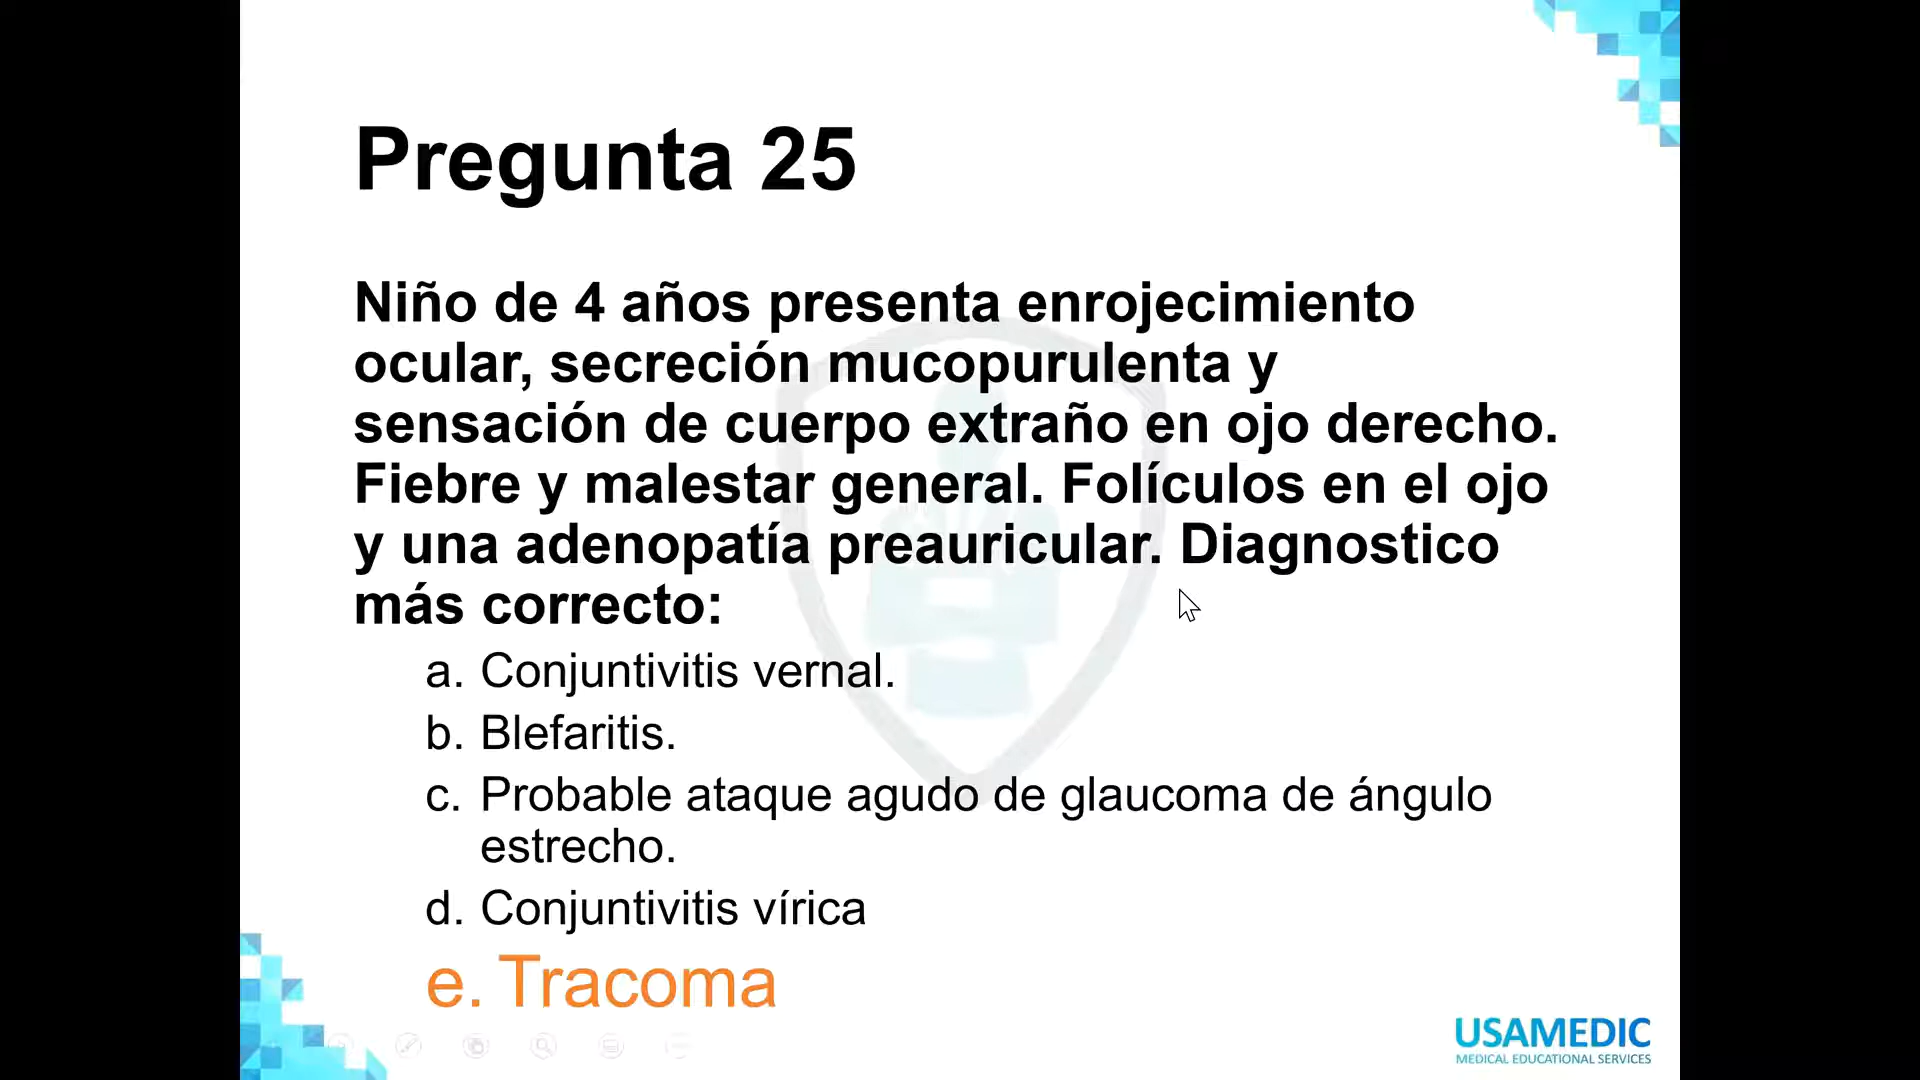 Pregunta 25
Niño de 4 años presenta enrojecimiento
ocular, secreción mucopurulenta y
sensación de cuerpo extraño en ojo derecho.
Fiebre y malestar general. Folículos en el ojo
y una adenopatía preauricular. Diagnostico
más correcto:
a. Conjuntivitis vernal.
b. Blefaritis.
c. Probable ataque agudo de glaucoma de ángulo
estrecho.
d. Conjuntivitis vírica
e. Tracoma
USAMEDIC
MEDICAL EDUCATIONAL SERVICES